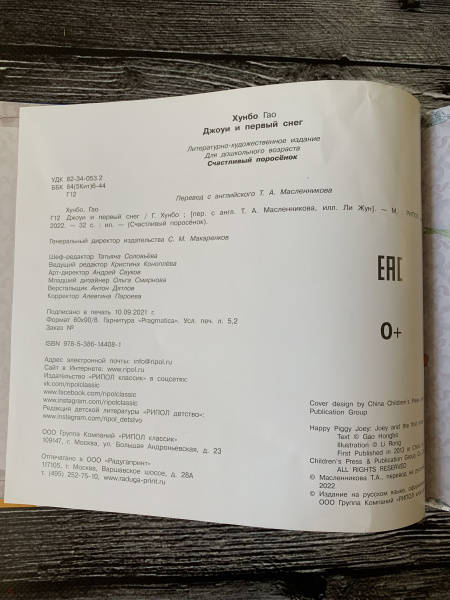 Хунбо Гао
Джоуи и первый снег
Литературно-художественное издание
Для дошкольного возраста
Счастливый поросёнок
УДК 82-34-053.2
ББК 84(5Кит)6-44
Г12
Перевод с английского Т. А. Масленникова
Хунбо, Гао
Г12 Джоуи и первый снег / Г. Хунбо ; [пер. с англ. Т. А. Масленникова, илл. Ли Жун]. — М. : РИПОЛ
2022. — 32 с. : ил. — (Счастливый поросёнок).
Генеральный директор издательства С. М. Макаренков
Шеф-редактор Татьяна Соловьёва
Ведущий редактор Кристина Коноплёва
Арт-директор Андрей Сауков
Младший дизайнер Ольга Смирнова
Верстальщик Антон Дятлов
Корректор Алевтина Пароева
EAC
Подписано в печать 10.09.2021 г.
Формат 60х90/8. Гарнитура «Pragmatica». Усл. печ. л. 5,2
Заказ №
0+
ISBN 978-5-386-14408-1
Адрес электронной почты: info@ripol.ru
Сайт в Интернете: www.ripol.ru
Издательство «РИПОЛ классик» в соцсетях:
vk.com/ripolclassic
www.facebook.com/ripolclassic
www.instagram.com/ripolclassic
Редакция детской литературы «РИПОЛ детство»:
www.instagram.com/ripol_detstvo
ООО Группа Компаний «РИПОЛ классик»
109147, г. Москва, ул. Большая Андроньевская, д. 23
Отпечатано в ООО «Радугапринт»
117105, г. Москва, Варшавское шоссе, д. 28А
т. (495) 252-75-10, www.raduga-print.ru
Cover design by China Children's Press
Publication Group
Happy Piggy Joey: Joey and the first
Text © Gao Hongbo
Illustration © Li Rong
First Published in 2013 in China
Children's Press & Publication Group
ALL RIGHTS RESERVED
© Масленникова Т.А., перевод на
2022
© Издание на русском языке,
ООО Группа Компаний «РИПОЛ